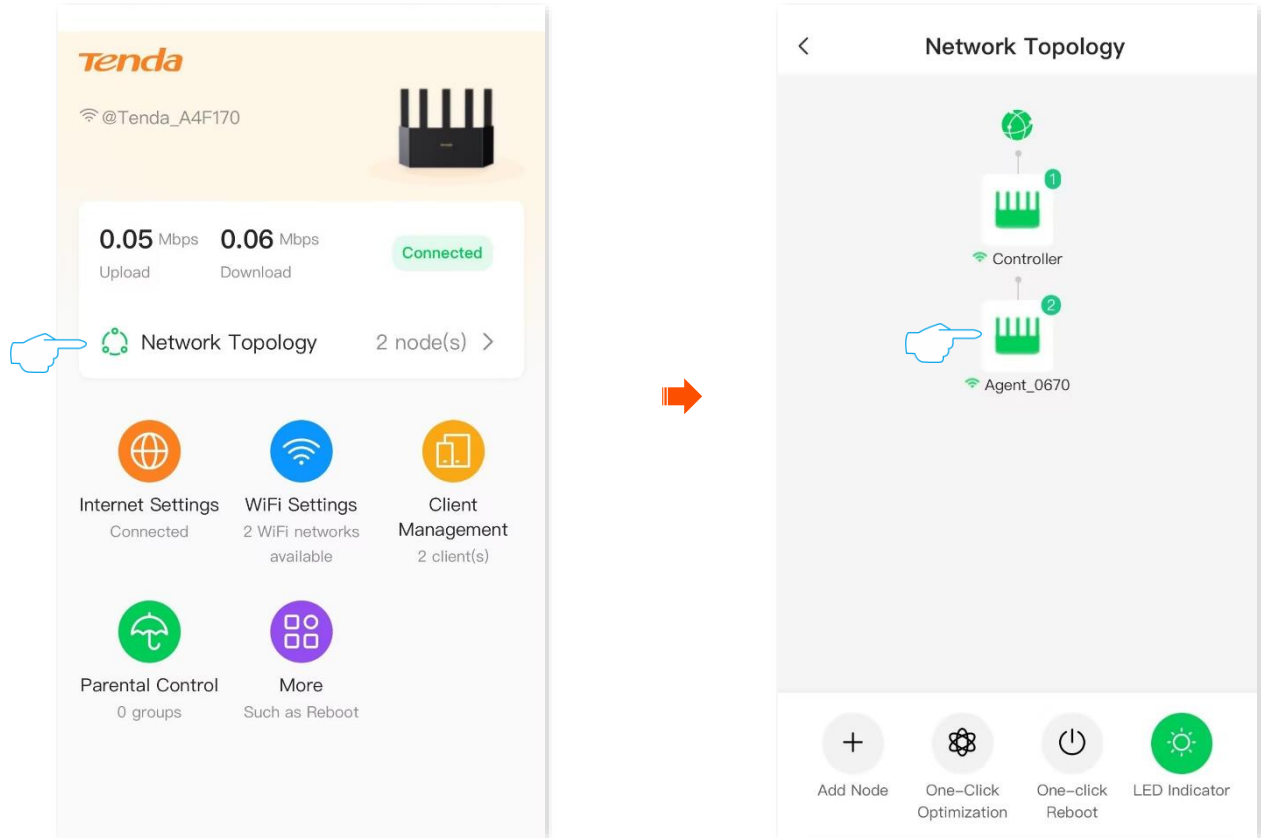 Tenda
@Tenda_A4F170
0.05 Mbps 0.06 Mbps
Upload Download
Connected
Network Topology 2 node(s)
Internet Settings
Connected
WiFi Settings
2 WiFi networks
available
Client
Management
2 client(s)
Parental Control
0 groups
More
Such as Reboot
Network Topology
1
Controller
2
Agent_0670
Add Node
One-Click
Optimization
One-click
Reboot
LED Indicator